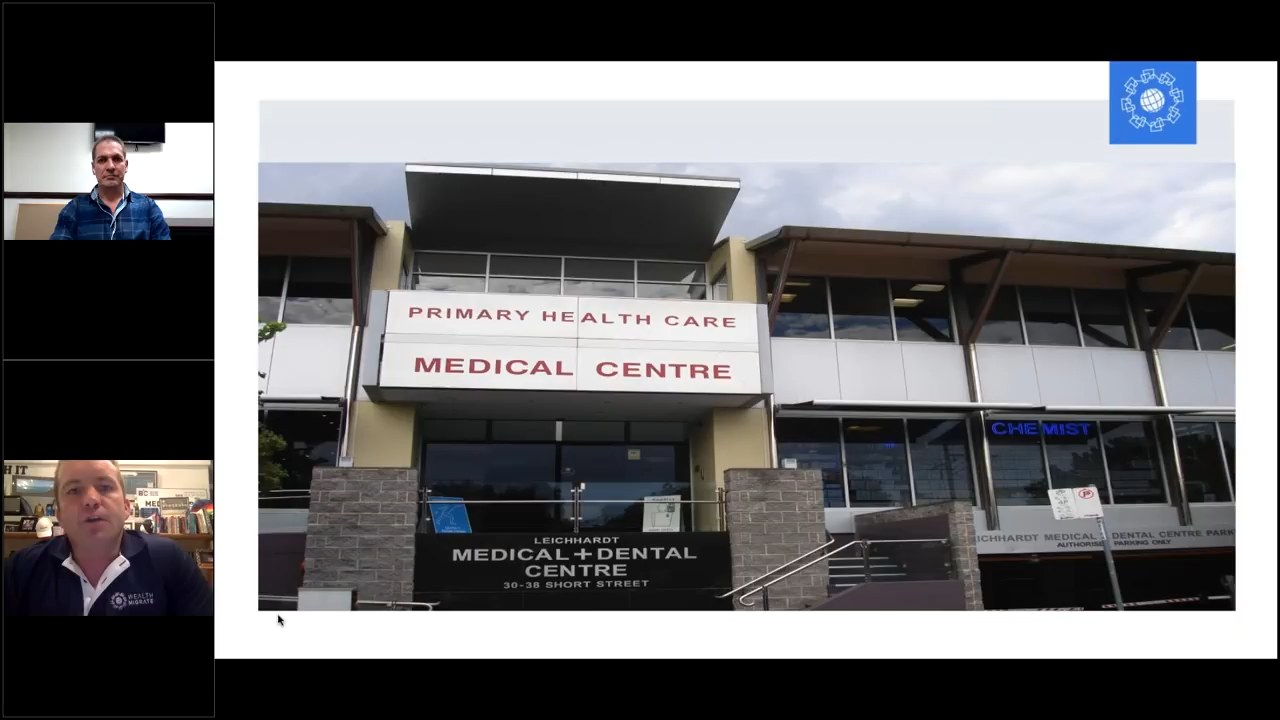 PRIMARY HEALTH CARE
MEDICAL CENTRE
CHEMIST
LEICHHARDT
MEDICAL+DENTAL
CENTRE
30-38 SHORT STREET
ICHHARDT MEDICAL & DENTAL CENTRE PARK
AUTHORISED PARKING ONLY
H IT
WEALTH
MIGRATE